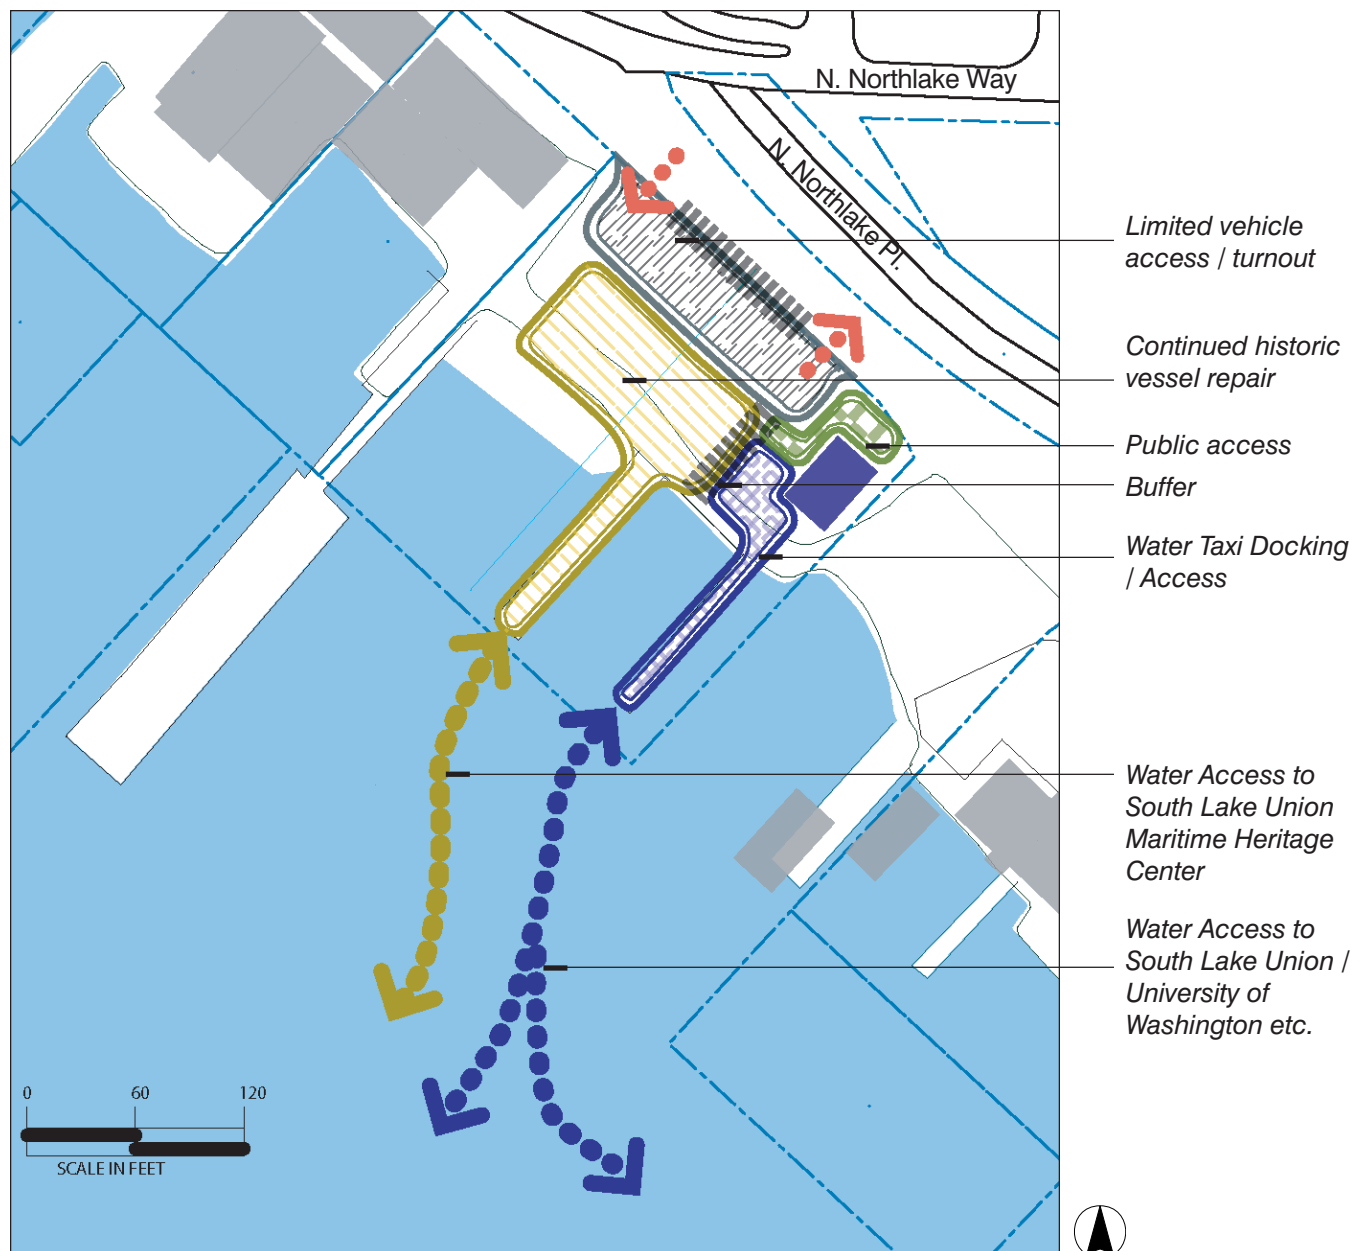 N. Northlake Way
N. Northlake Pl.
Limited vehicle
access / turnout
Continued historic
vessel repair
Public access
Buffer
Water Taxi Docking
/ Access
Water Access to
South Lake Union
Maritime Heritage
Center
Water Access to
South Lake Union /
University of
Washington etc.
0 60 120
SCALE IN FEET